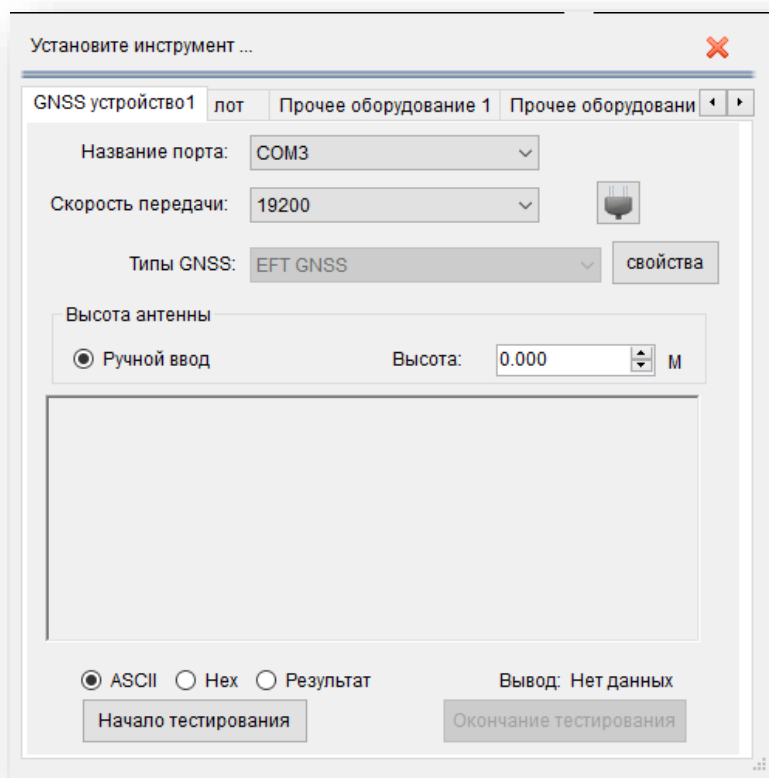 Установите инструмент ...
GNSS устройство1 лот Прочее оборудование 1 Прочее оборудовани
Название порта: COM3
Скорость передачи: 19200
Типы GNSS: EFT GNSS свойства
Высота антенны
Ручной ввод Высота: 0.000 М
ASCII Hex Результат Вывод: Нет данных
Начало тестирования Окончание тестирования